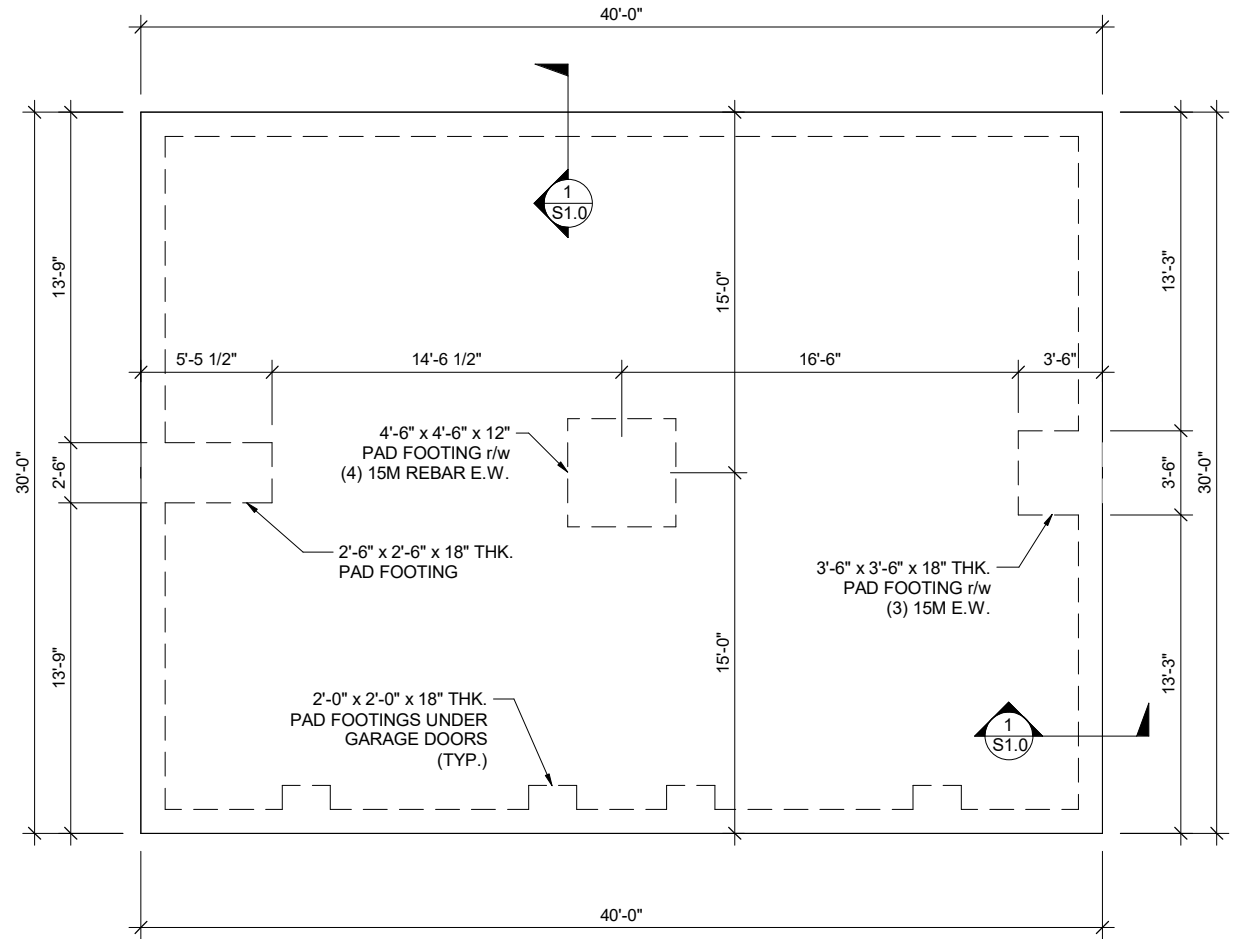 40'-0"
1
S1.0
13'-9"
15'-0"
13'-3"
5'-5 1/2"
14'-6 1/2"
16'-6"
3'-6"
4'-6" x 4'-6" x 12"
PAD FOOTING r/w
(4) 15M REBAR E.W.
30'-0"
2'-6"
3'-6"
30'-0"
2'-6" x 2'-6" x 18" THK.
PAD FOOTING
3'-6" x 3'-6" x 18" THK.
PAD FOOTING r/w
(3) 15M E.W.
13'-9"
15'-0"
13'-3"
2'-0" x 2'-0" x 18" THK.
PAD FOOTINGS UNDER
GARAGE DOORS
(TYP.)
1
S1.0
40'-0"